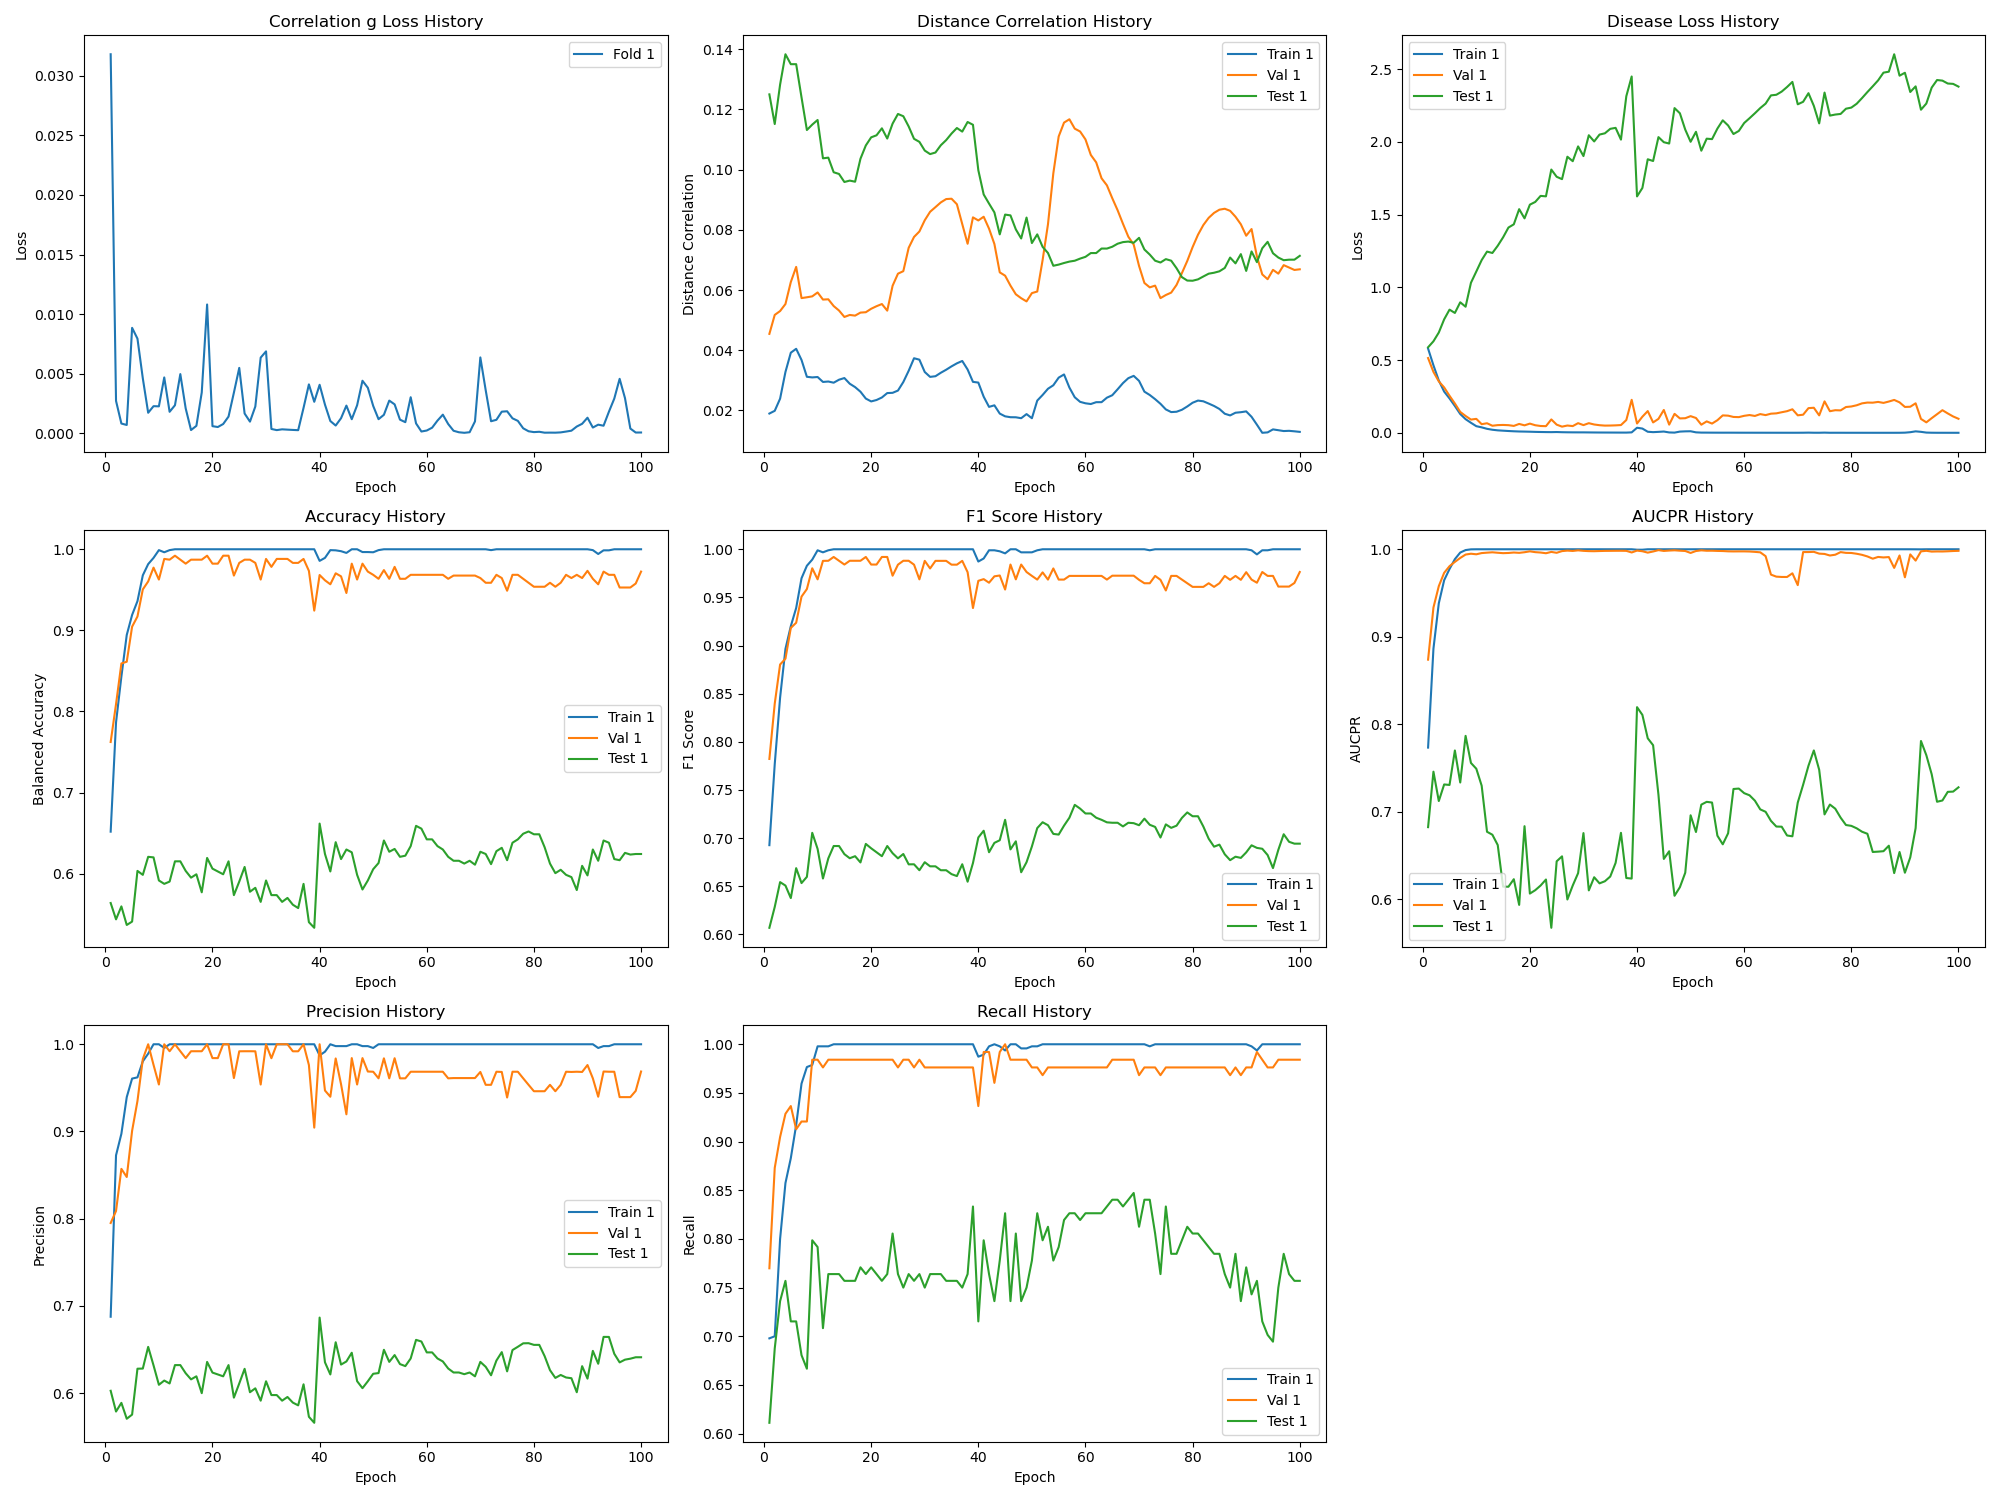 Correlation g Loss History
Loss
0.030
0.025
0.020
0.015
0.010
0.005
0.000
0 20 40 60 80 100
Epoch
Fold 1
Distance Correlation History
Distance Correlation
0.14
0.12
0.10
0.08
0.06
0.04
0.02
0 20 40 60 80 100
Epoch
Train 1
Val 1
Test 1
Disease Loss History
Loss
2.5
2.0
1.5
1.0
0.5
0.0
0 20 40 60 80 100
Epoch
Train 1
Val 1
Test 1
Accuracy History
Balanced Accuracy
1.0
0.9
0.8
0.7
0.6
0 20 40 60 80 100
Epoch
Train 1
Val 1
Test 1
F1 Score History
F1 Score
1.00
0.95
0.90
0.85
0.80
0.75
0.70
0.65
0.60
0 20 40 60 80 100
Epoch
Train 1
Val 1
Test 1
AUCPR History
AUCPR
1.0
0.9
0.8
0.7
0.6
0 20 40 60 80 100
Epoch
Train 1
Val 1
Test 1
Precision History
Precision
1.0
0.9
0.8
0.7
0.6
0 20 40 60 80 100
Epoch
Train 1
Val 1
Test 1
Recall History
Recall
1.00
0.95
0.90
0.85
0.80
0.75
0.70
0.65
0.60
0 20 40 60 80 100
Epoch
Train 1
Val 1
Test 1